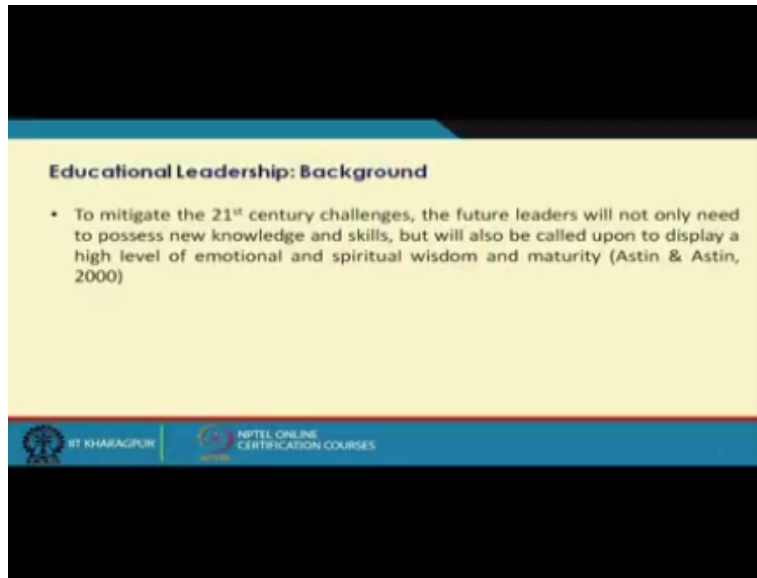 Educational Leadership: Background
• To mitigate the 21st century challenges, the future leaders will not only need
to possess new knowledge and skills, but will also be called upon to display a
high level of emotional and spiritual wisdom and maturity (Astin & Astin,
2000)
IIT KHARAGPUR
NPTEL ONLINE
CERTIFICATION COURSES